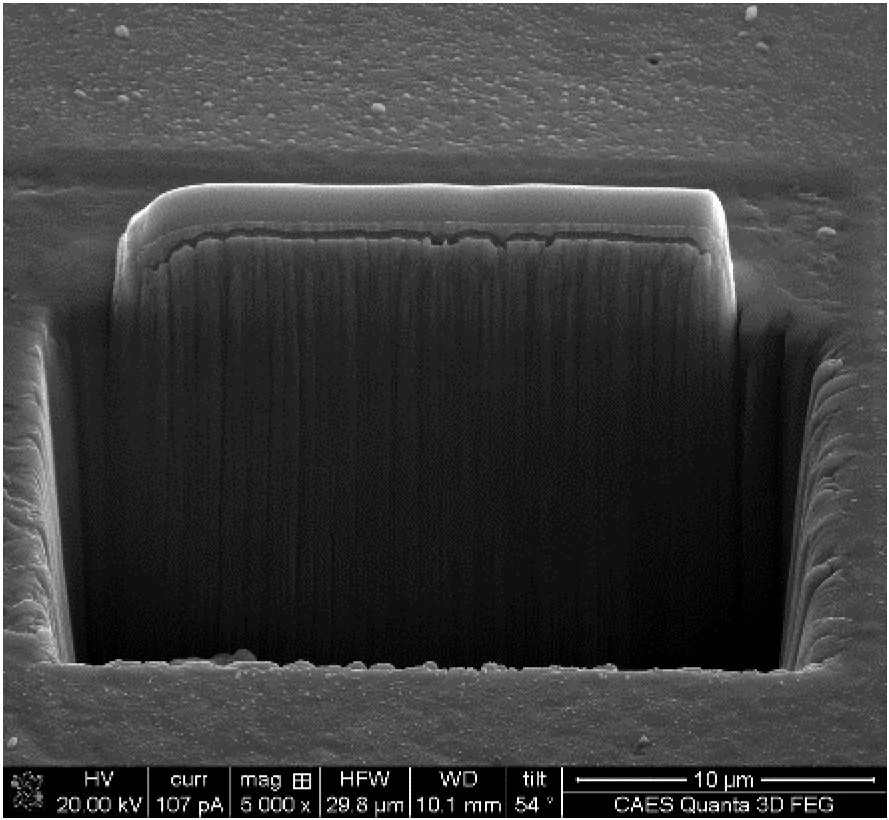 HV curr mag HFW WD tilt 10 µm
20.00 kV 107 pA 5 000 x 29.8 µm 10.1 mm 54 ° CAES Quanta 3D FEG